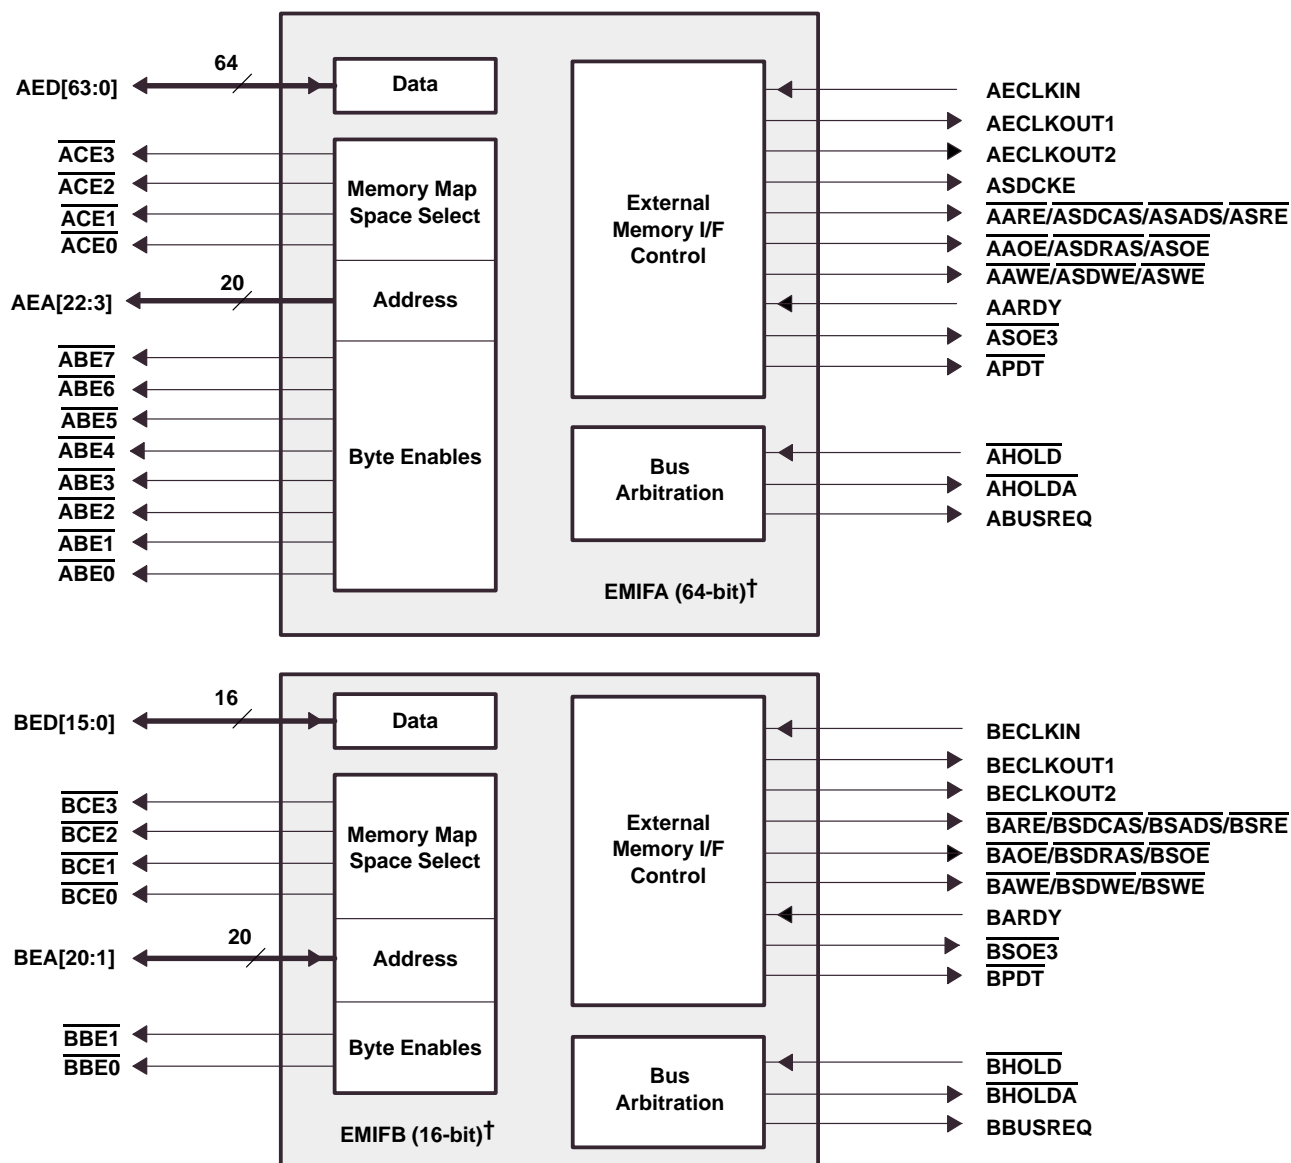 64
AED[63:0]
Data
ACE3
ACE2
ACE1
ACE0
Memory Map
Space Select
20
AEA[22:3]
Address
ABE7
ABE6
ABE5
ABE4
ABE3
ABE2
ABE1
ABE0
Byte Enables
External
Memory I/F
Control
AECLKIN
AECLKOUT1
AECLKOUT2
ASDCKE
AARE/ASDCAS/ASADS/ASRE
AAOE/ASDRAS/ASOE
AAWE/ASDWE/ASWE
AARDY
ASOE3
APDT
Bus
Arbitration
AHOLD
AHOLDA
ABUSREQ
EMIFA (64-bit)†
16
BED[15:0]
Data
BCE3
BCE2
BCE1
BCE0
Memory Map
Space Select
20
BEA[20:1]
Address
BBE1
BBE0
Byte Enables
External
Memory I/F
Control
BECLKIN
BECLKOUT1
BECLKOUT2
BARE/BSDCAS/BSADS/BSRE
BAOE/BSDRAS/BSOE
BAWE/BSDWE/BSWE
BARDY
BSOE3
BPDT
Bus
Arbitration
BHOLD
BHOLDA
BBUSREQ
EMIFB (16-bit)†